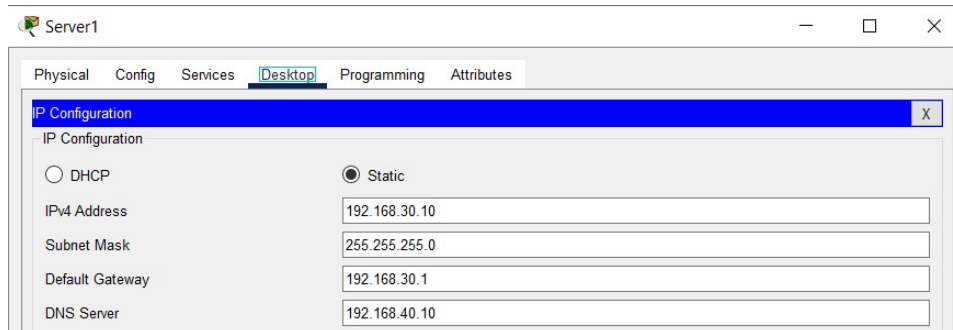 Server1
Physical Config Services Desktop Programming Attributes
IP Configuration X
IP Configuration
DHCP Static
IPv4 Address 192.168.30.10
Subnet Mask 255.255.255.0
Default Gateway 192.168.30.1
DNS Server 192.168.40.10